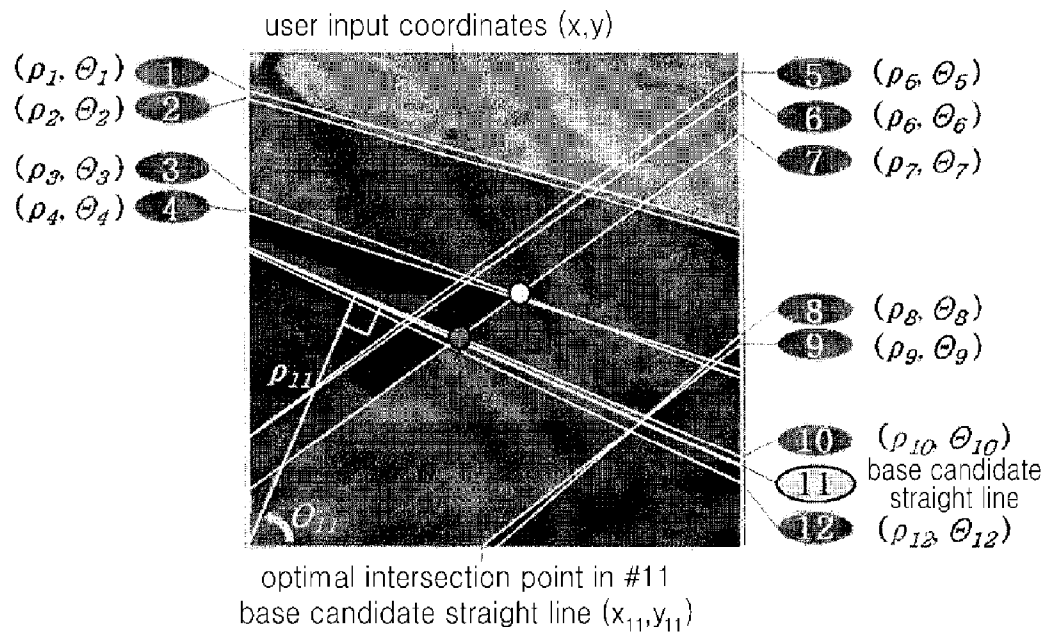 user input coordinates (x,y)
(ρ1, Θ1) 1
(ρ2, Θ2) 2
(ρ3, Θ3) 3
(ρ4, Θ4) 4
5 (ρ6, Θ5)
6 (ρ6, Θ6)
7 (ρ7, Θ7)
8 (ρ8, Θ8)
9 (ρ9, Θ9)
ρ11
10 (ρ10, Θ10)
11 base candidate
straight line
12 (ρ12, Θ12)
Θ11
optimal intersection point in #11
base candidate straight line (x11,y11)